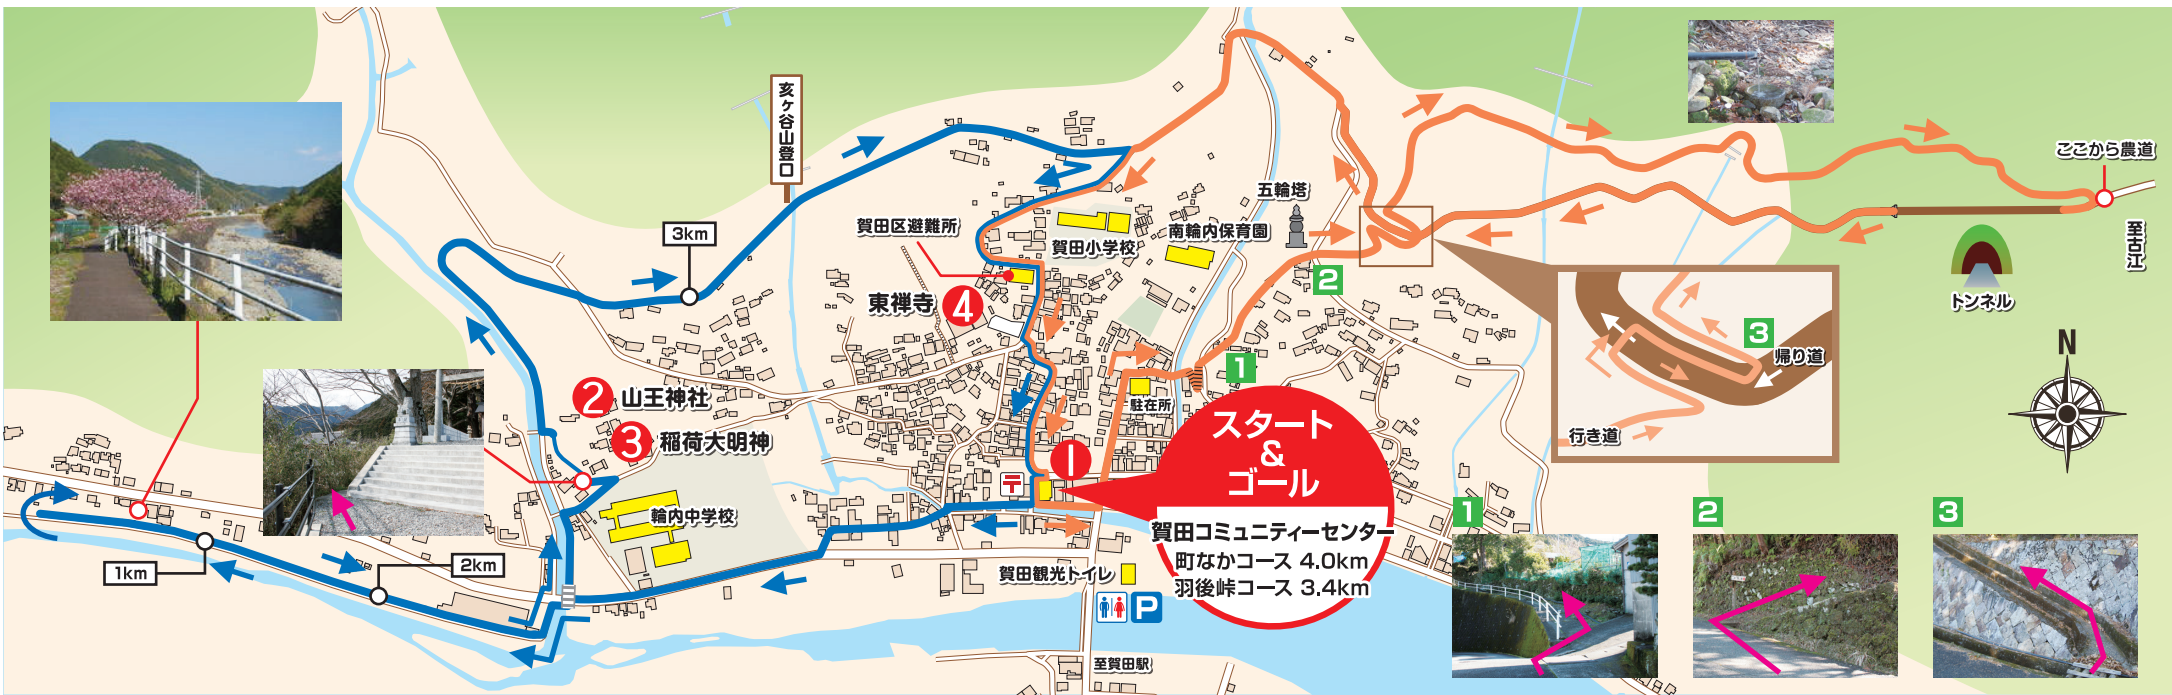 亥ヶ谷山登口
ここから農道
至古江
トンネル
五輪塔
賀田区避難所
賀田小学校
南輪内保育園
3km
東禅寺
4
2
3
帰り道
行き道
N
1
駐在所
2
山王神社
3
稲荷大明神
輪内中学校
1
スタート
&
ゴール
賀田コミュニティーセンター
町なかコース 4.0km
羽後峠コース 3.4km
1km
2km
賀田観光トイレ
P
至賀田駅
1
2
3